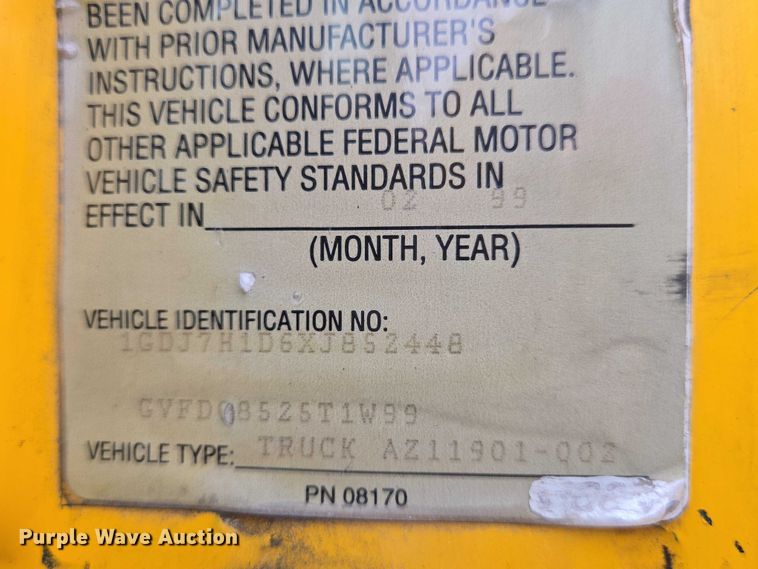 BEEN COMPLETED IN ACCORDANCE
WITH PRIOR MANUFACTURER'S
INSTRUCTIONS, WHERE APPLICABLE.
THIS VEHICLE CONFORMS TO ALL
OTHER APPLICABLE FEDERAL MOTOR
VEHICLE SAFETY STANDARDS IN
EFFECT IN 02 99
(MONTH, YEAR)
VEHICLE IDENTIFICATION NO:
1GDJ7H1D6XJ852448
GVFD08525T1W99
VEHICLE TYPE: TRUCK AZ11901-002
PN 08170
Purple Wave Auction